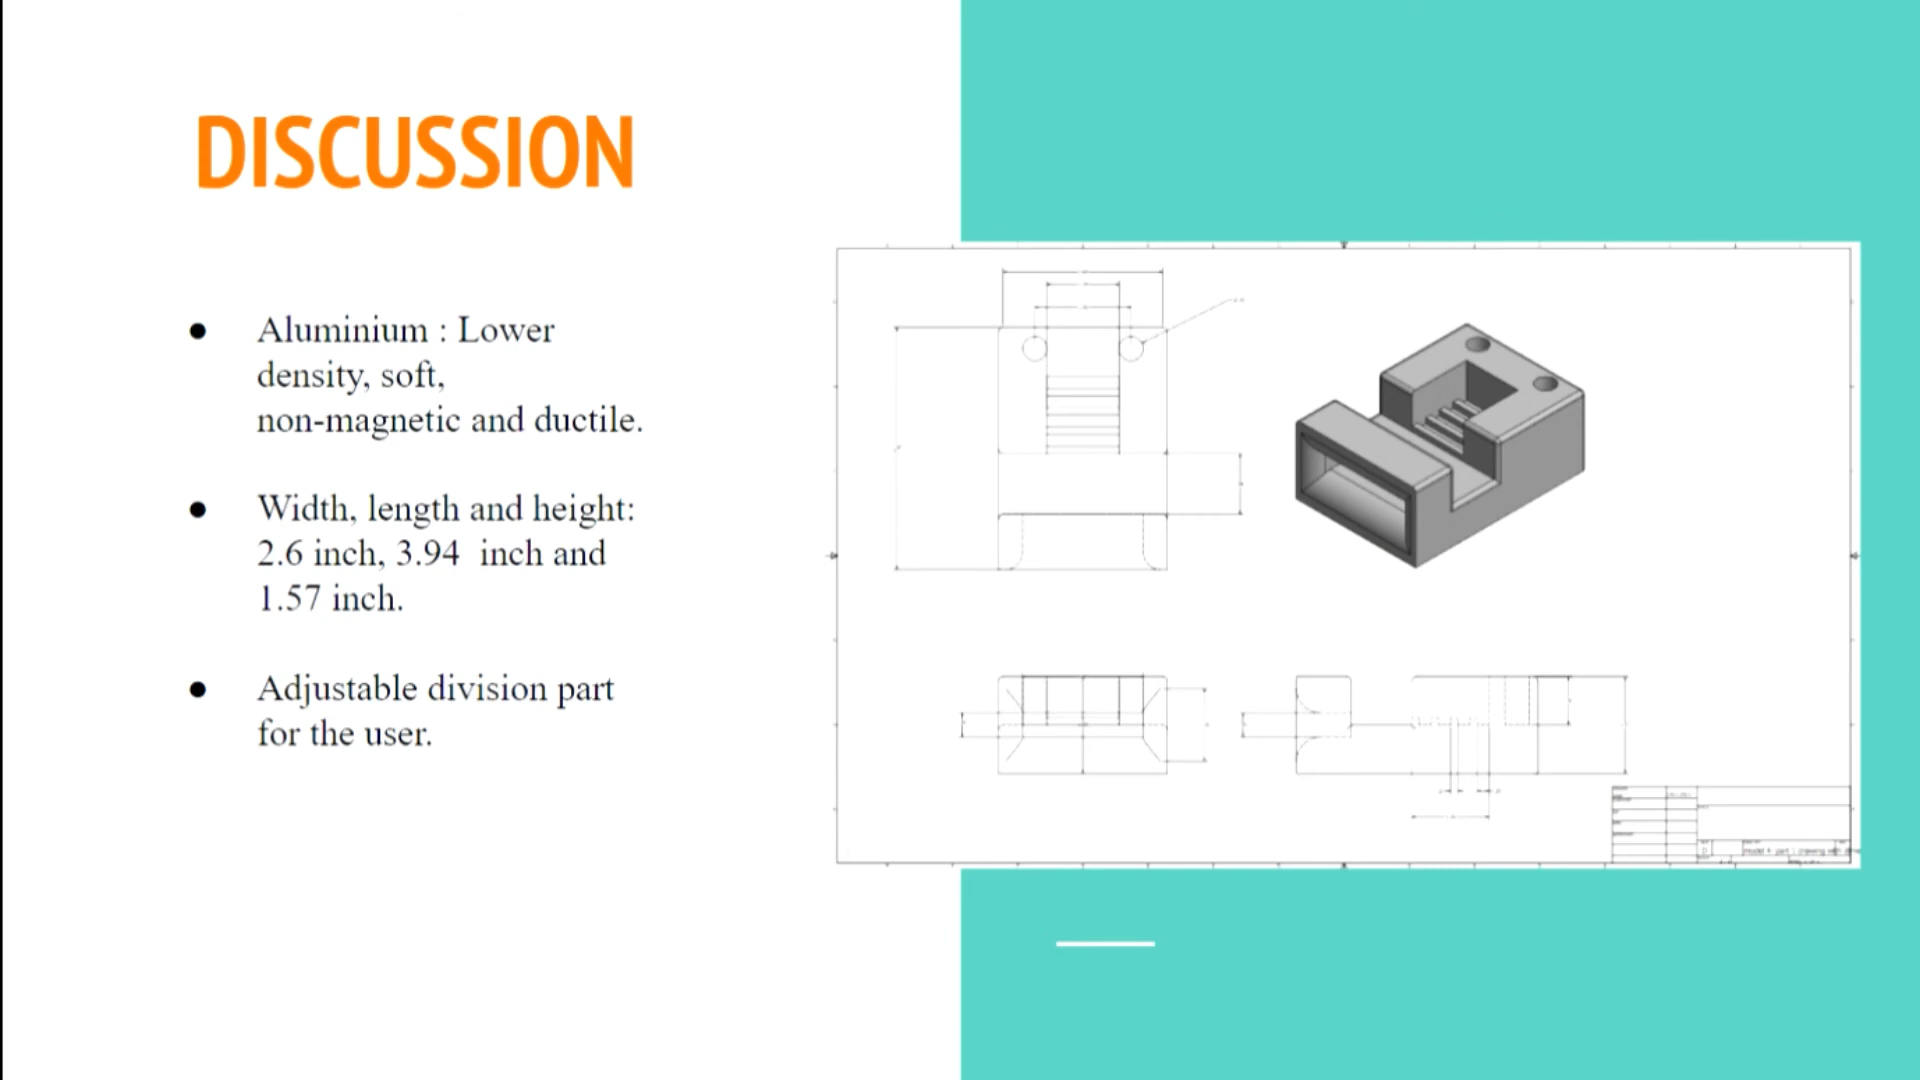 DISCUSSION
● Aluminium : Lower
density, soft,
non-magnetic and ductile.
● Width, length and height:
2.6 inch, 3.94 inch and
1.57 inch.
● Adjustable division part
for the user.